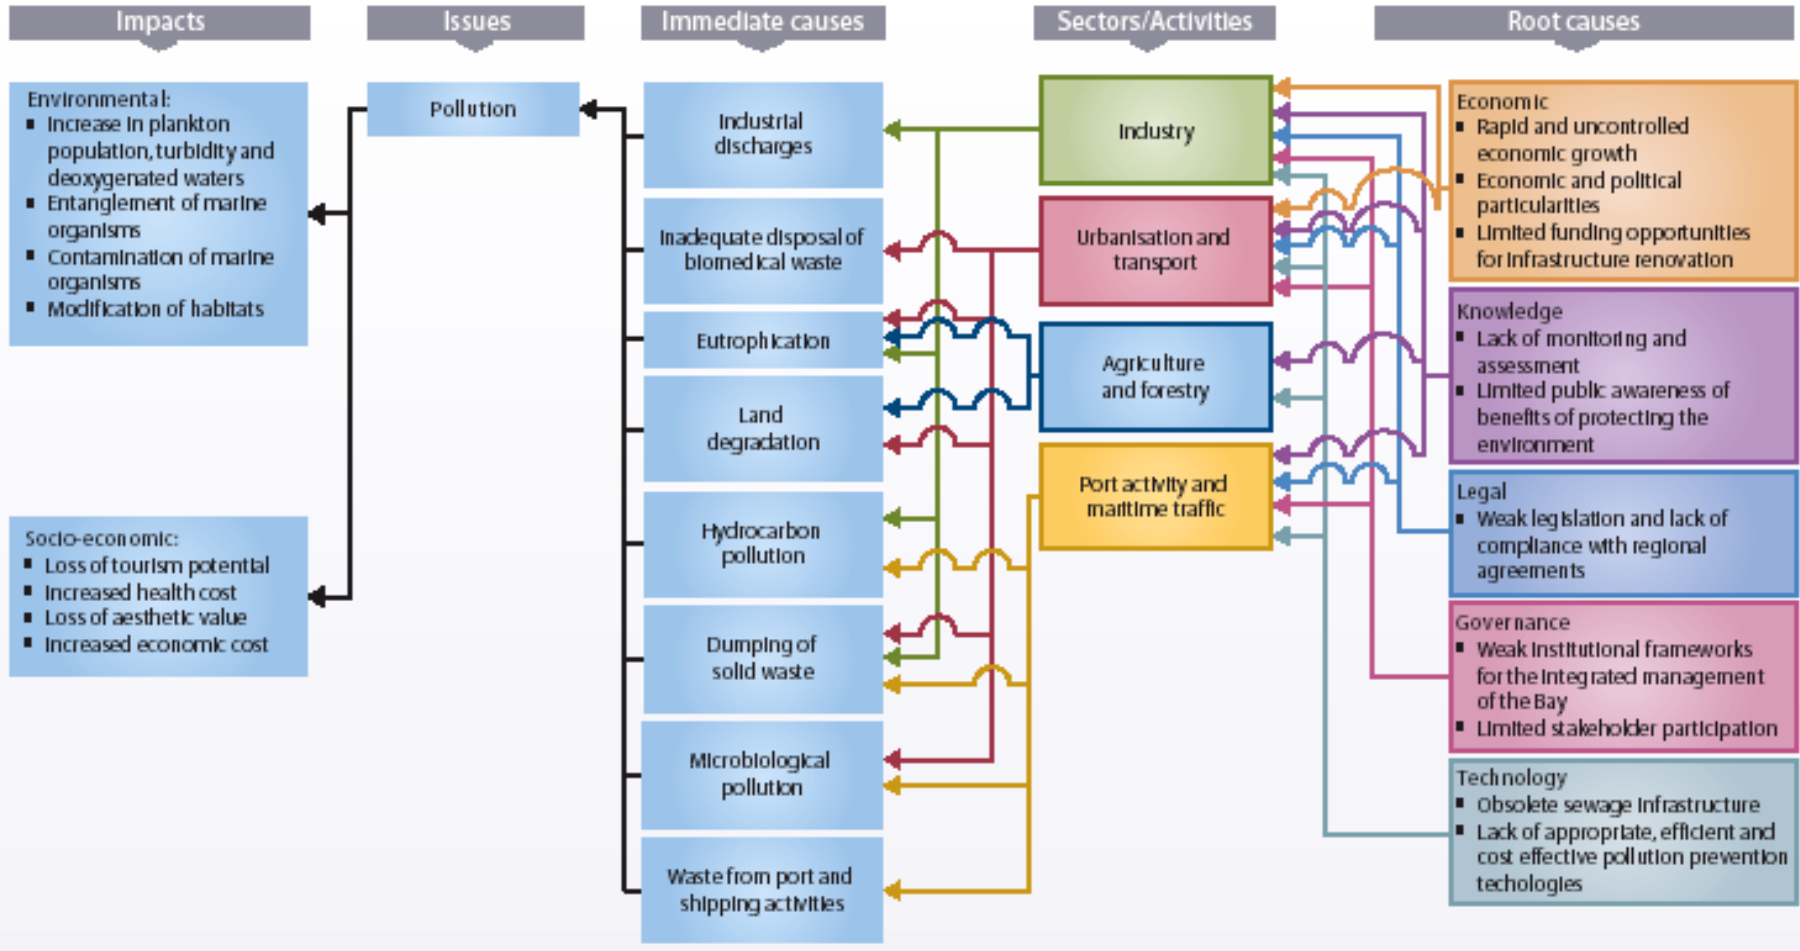 Impacts
Issues
Immediate causes
Sectors/Activities
Root causes
Environmental:
▪ Increase in plankton
population, turbidity and
deoxygenated waters
▪ Entanglement of marine
organisms
▪ Contamination of marine
organisms
▪ Modification of habitats
Socio-economic:
▪ Loss of tourism potential
▪ Increased health cost
▪ Loss of aesthetic value
▪ Increased economic cost
Pollution
Industrial
discharges
Inadequate disposal of
biomedical waste
Eutrophication
Land
degradation
Hydrocarbon
pollution
Dumping of
solid waste
Microbiological
pollution
Waste from port and
shipping activities
Industry
Urbanisation and
transport
Agriculture
and forestry
Port activity and
maritime traffic
Economic
▪ Rapid and uncontrolled
economic growth
▪ Economic and political
particularities
▪ Limited funding opportunities
for infrastructure renovation
Knowledge
▪ Lack of monitoring and
assessment
▪ Limited public awareness of
benefits of protecting the
environment
Legal
▪ Weak legislation and lack of
compliance with regional
agreements
Governance
▪ Weak institutional frameworks
for the integrated management
of the Bay
▪ Limited stakeholder participation
Technology
▪ Obsolete sewage infrastructure
▪ Lack of appropriate, efficient and
cost effective pollution prevention
techologies